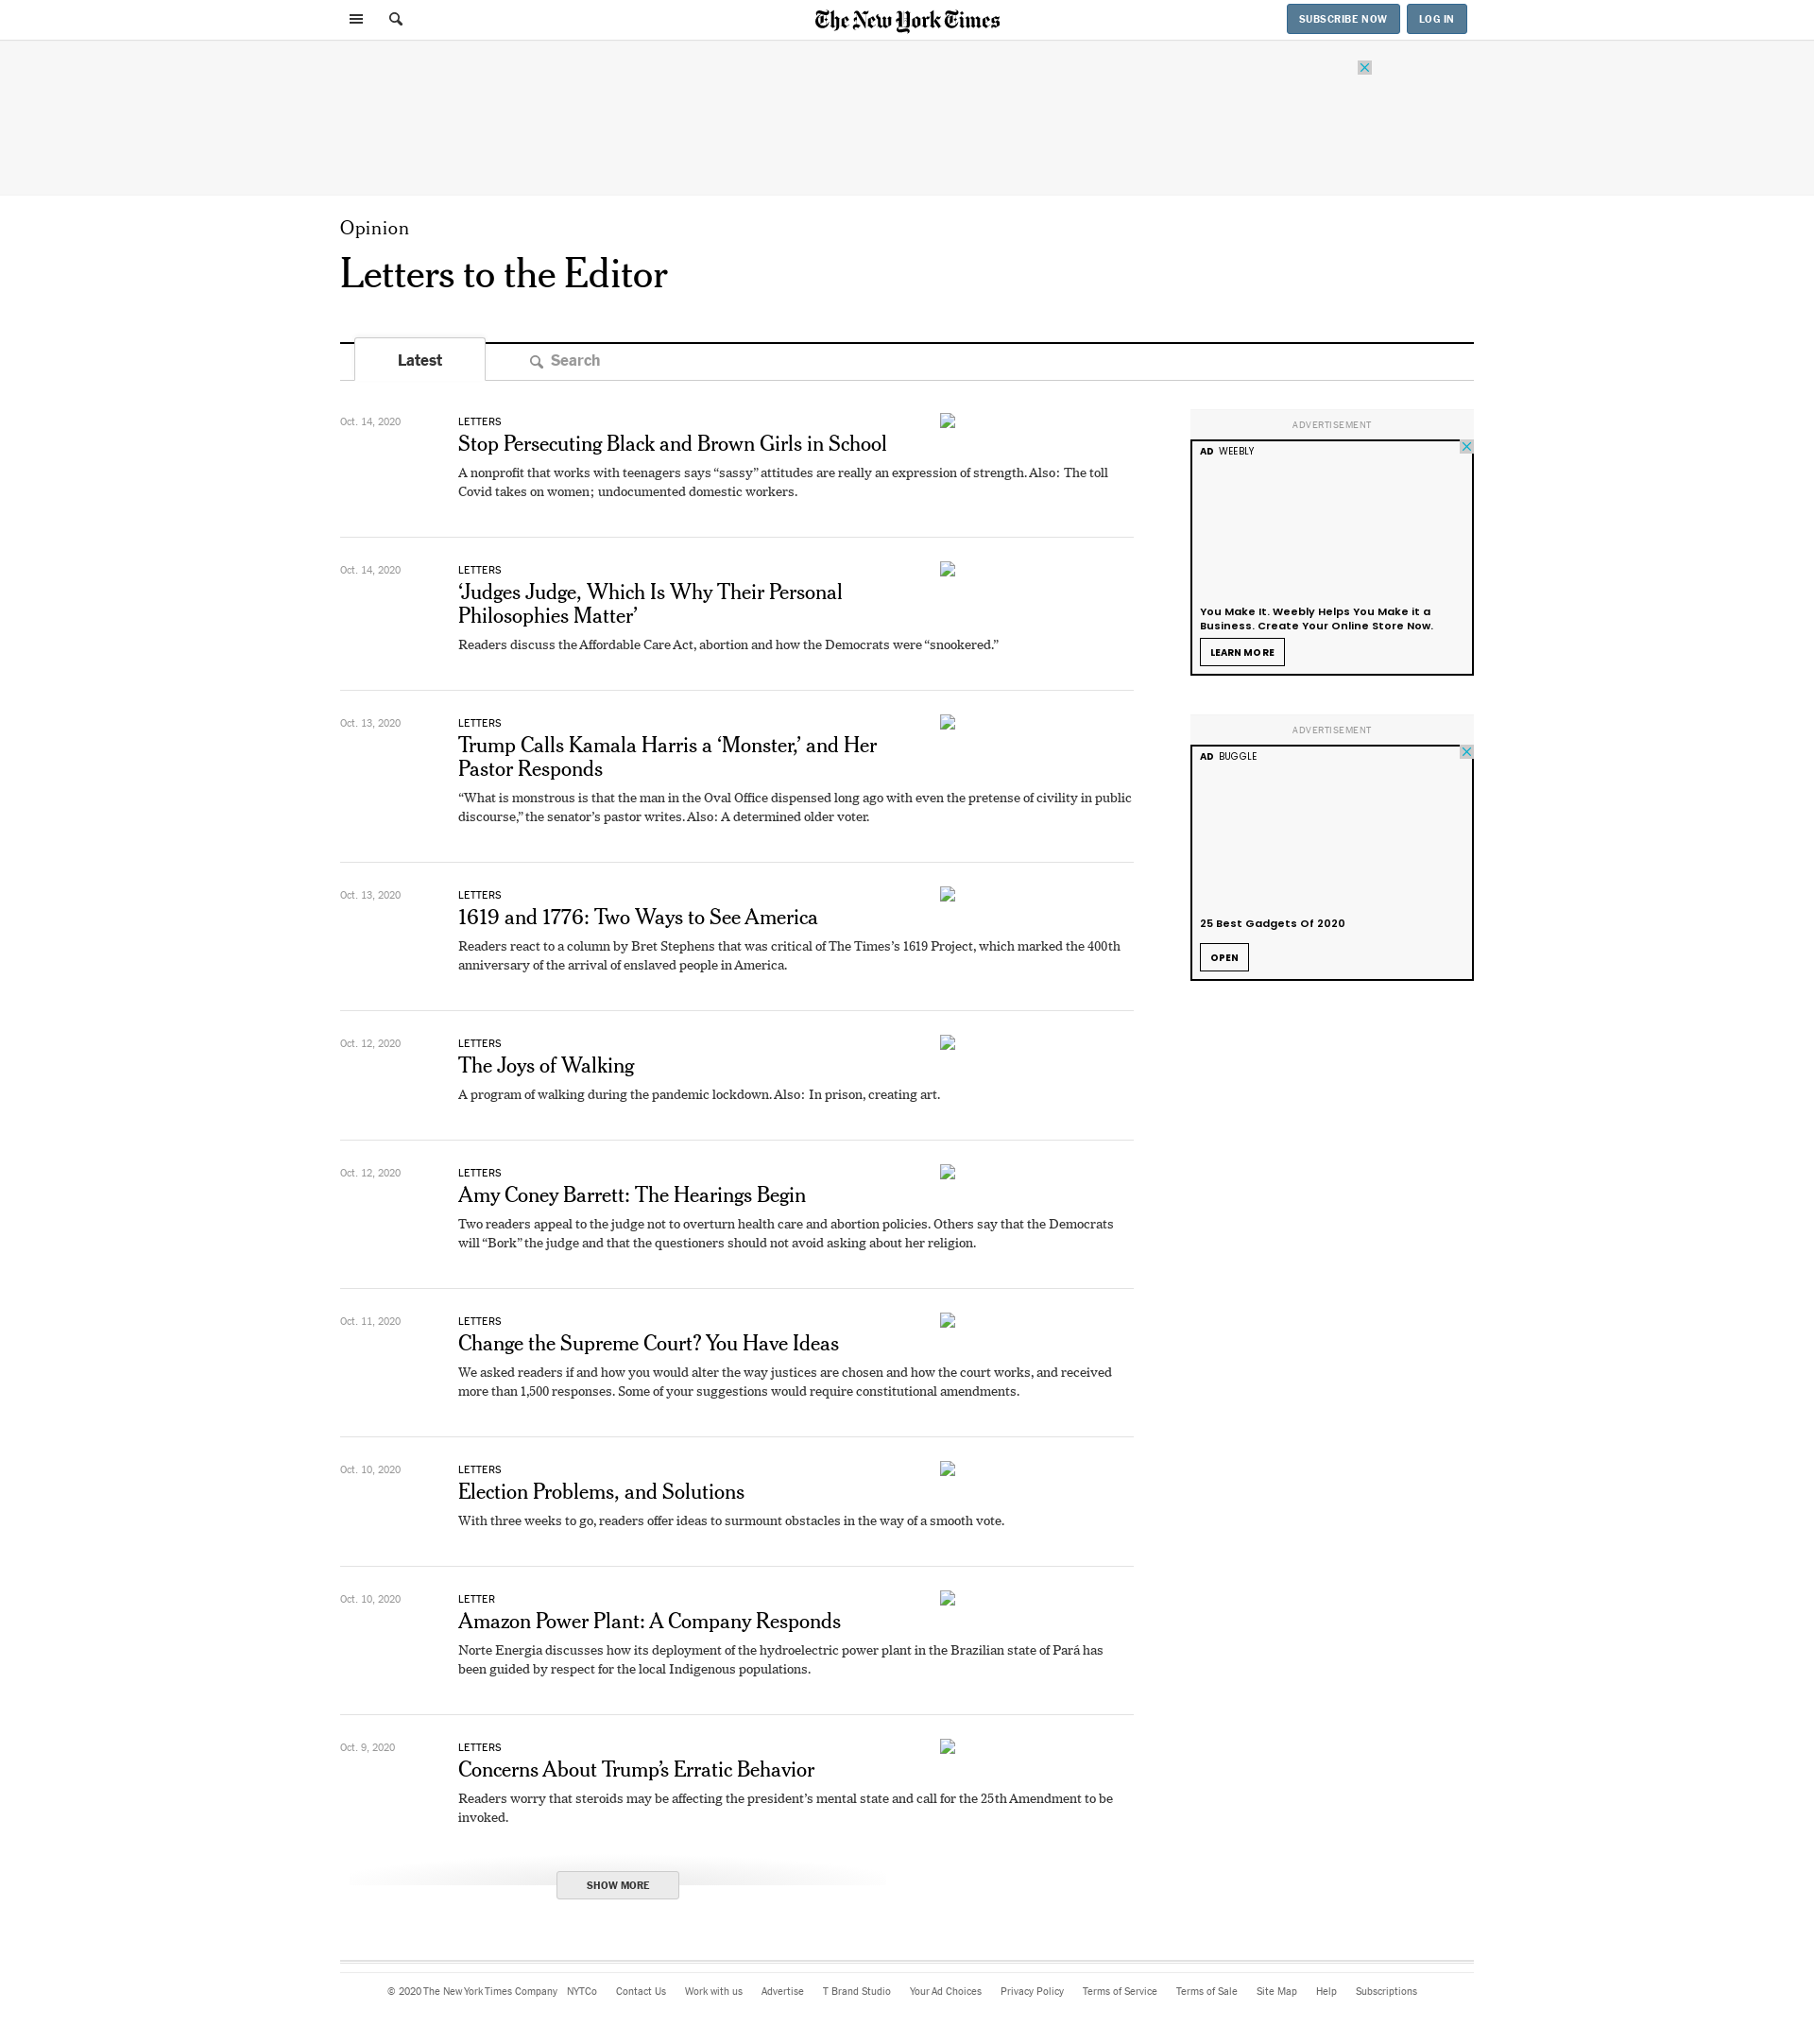 The New York Times
SUBSCRIBE NOW
LOG IN
Opinion
Letters to the Editor
Latest
Search
Oct. 14, 2020
LETTERS
Stop Persecuting Black and Brown Girls in School
A nonprofit that works with teenagers says “sassy” attitudes are really an expression of strength. Also: The toll
Covid takes on women; undocumented domestic workers.
Oct. 14, 2020
LETTERS
‘Judges Judge, Which Is Why Their Personal
Philosophies Matter’
Readers discuss the Affordable Care Act, abortion and how the Democrats were “snookered.”
Oct. 13, 2020
LETTERS
Trump Calls Kamala Harris a ‘Monster,’ and Her
Pastor Responds
“What is monstrous is that the man in the Oval Office dispensed long ago with even the pretense of civility in public
discourse,” the senator’s pastor writes. Also: A determined older voter.
Oct. 13, 2020
LETTERS
1619 and 1776: Two Ways to See America
Readers react to a column by Bret Stephens that was critical of The Times’s 1619 Project, which marked the 400th
anniversary of the arrival of enslaved people in America.
Oct. 12, 2020
LETTERS
The Joys of Walking
A program of walking during the pandemic lockdown. Also: In prison, creating art.
Oct. 12, 2020
LETTERS
Amy Coney Barrett: The Hearings Begin
Two readers appeal to the judge not to overturn health care and abortion policies. Others say that the Democrats
will “Bork” the judge and that the questioners should not avoid asking about her religion.
Oct. 11, 2020
LETTERS
Change the Supreme Court? You Have Ideas
We asked readers if and how you would alter the way justices are chosen and how the court works, and received
more than 1,500 responses. Some of your suggestions would require constitutional amendments.
Oct. 10, 2020
LETTERS
Election Problems, and Solutions
With three weeks to go, readers offer ideas to surmount obstacles in the way of a smooth vote.
Oct. 10, 2020
LETTER
Amazon Power Plant: A Company Responds
Norte Energia discusses how its deployment of the hydroelectric power plant in the Brazilian state of Pará has
been guided by respect for the local Indigenous populations.
Oct. 9, 2020
LETTERS
Concerns About Trump’s Erratic Behavior
Readers worry that steroids may be affecting the president’s mental state and call for the 25th Amendment to be
invoked.
SHOW MORE
ADVERTISEMENT
AD WEEBLY
You Make It. Weebly Helps You Make it a
Business. Create Your Online Store Now.
LEARN MORE
ADVERTISEMENT
AD BUGGLE
25 Best Gadgets Of 2020
OPEN
© 2020 The New York Times Company NYTCo Contact Us Work with us Advertise T Brand Studio Your Ad Choices Privacy Policy Terms of Service Terms of Sale Site Map Help Subscriptions